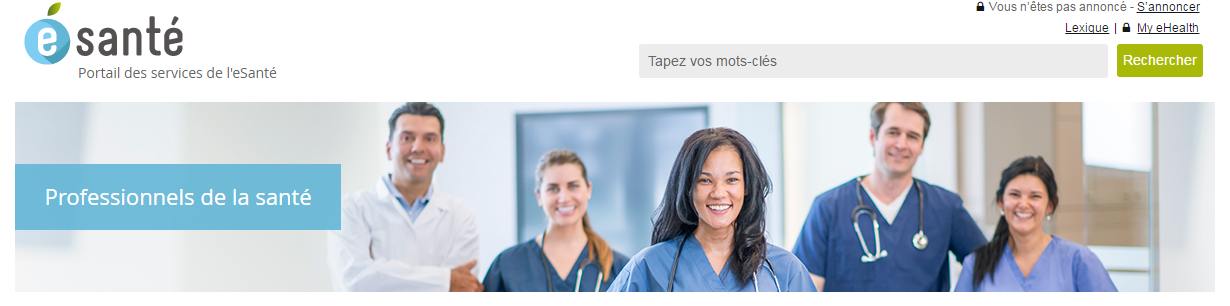 Vous n'êtes pas annoncé - S'annoncer
ésanté
Lexique | My eHealth
Tapez vos mots-clés
Rechercher
Portail des services de l'eSanté
Professionnels de la santé